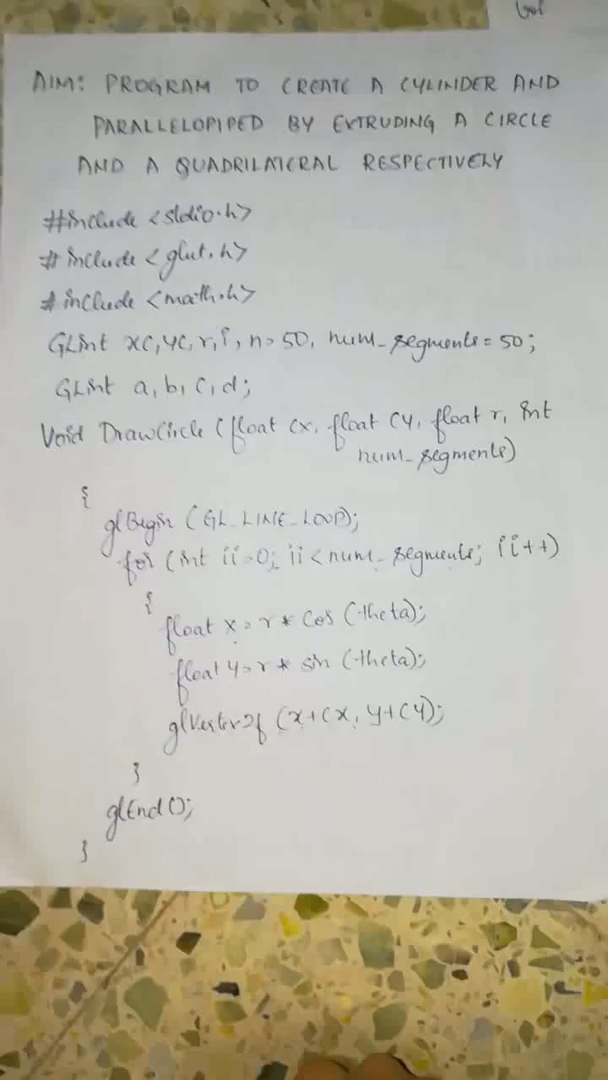 AIM: PROGRAM TO CREATE A CYLINDER AND
PARALLELOPIPED BY EXTRUDING A CIRCLE
AND A QUADRILATERAL RESPECTIVELY
#include <stdio.h>
#include <glut.h>
#include <math.h>
GLint xc, yc, r, i, n=50, num_segments=50;
GLint a, b, c, d;
Void DrawCircle (float cx, float cy, float r, int
num_segments)
{
glBegin (GL_LINE_LOOP);
for (int ii=0; ii<num_segments; ii++)
{
float x=r * cos (theta);
float y=r * sin (theta);
glVertex2f (x+cx, y+cy);
}
glEnd();
}